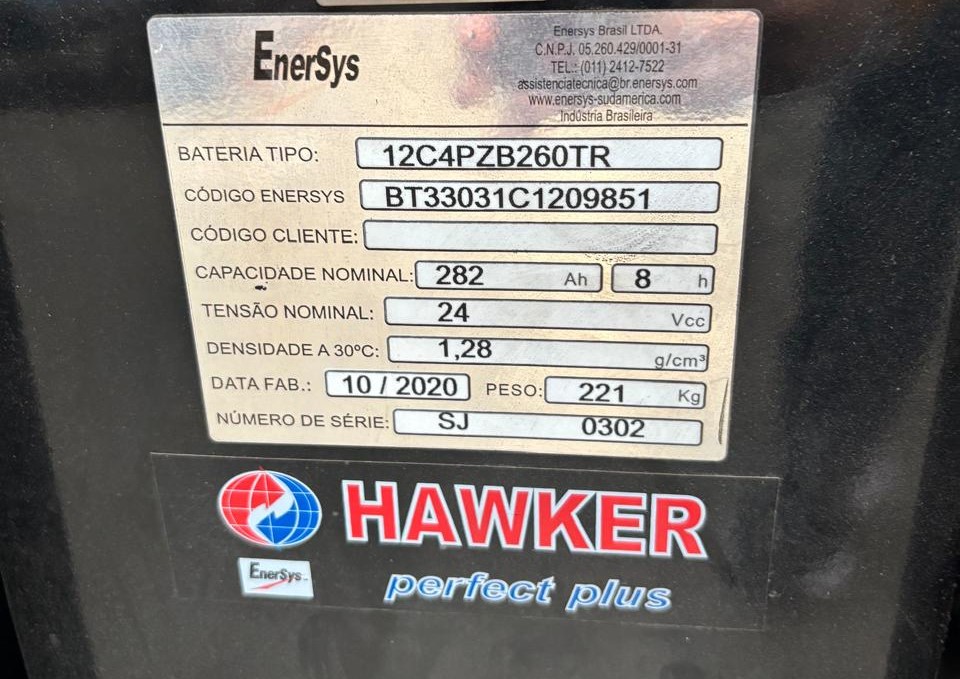 EnerSys
Enersys Brasil LTDA.
C.N.P.J. 05.260.429/0001-31
TEL.: (011) 2412-7522
assistenciatecnica@br.enersys.com
www.enersys-sudamerica.com
Indústria Brasileira
BATERIA TIPO: 12C4PZB260TR
CÓDIGO ENERSYS BT33031C1209851
CÓDIGO CLIENTE:
CAPACIDADE NOMINAL: 282 Ah 8 h
TENSÃO NOMINAL: 24 Vcc
DENSIDADE A 30ºC: 1,28 g/cm³
DATA FAB.: 10 / 2020 PESO: 221 Kg
NÚMERO DE SÉRIE: SJ 0302
HAWKER
EnerSys
perfect plus